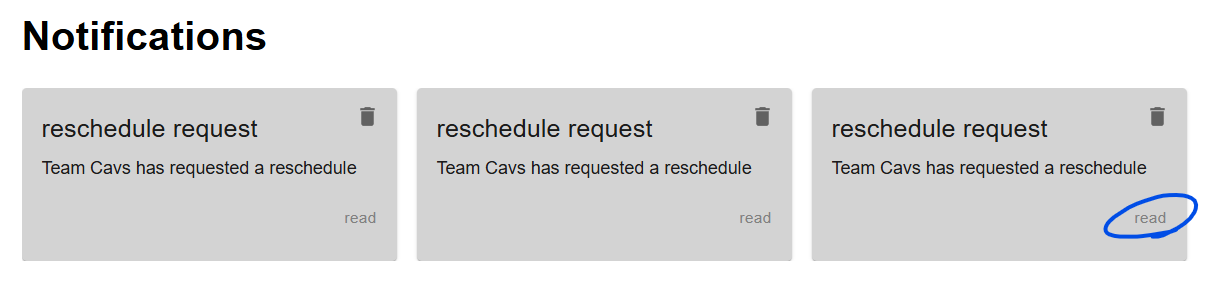 Notifications
reschedule request
Team Cavs has requested a reschedule
read
reschedule request
Team Cavs has requested a reschedule
read
reschedule request
Team Cavs has requested a reschedule
read